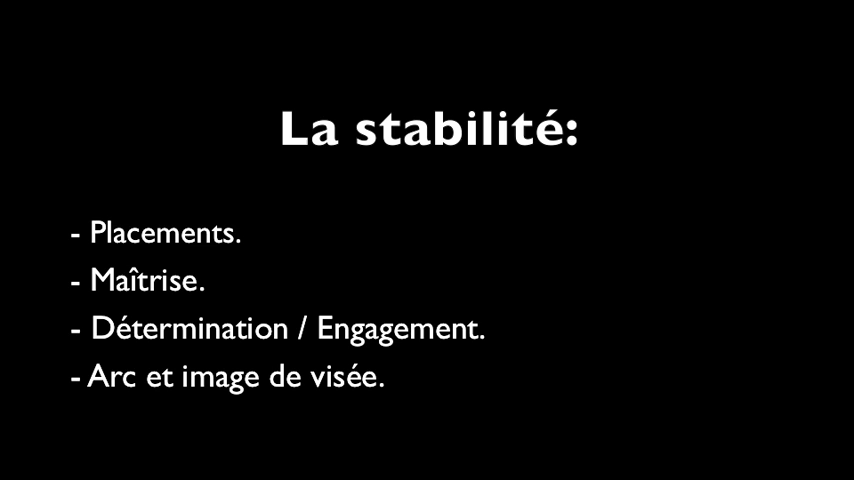 La stabilité:
- Placements.
- Maîtrise.
- Détermination / Engagement.
- Arc et image de visée.